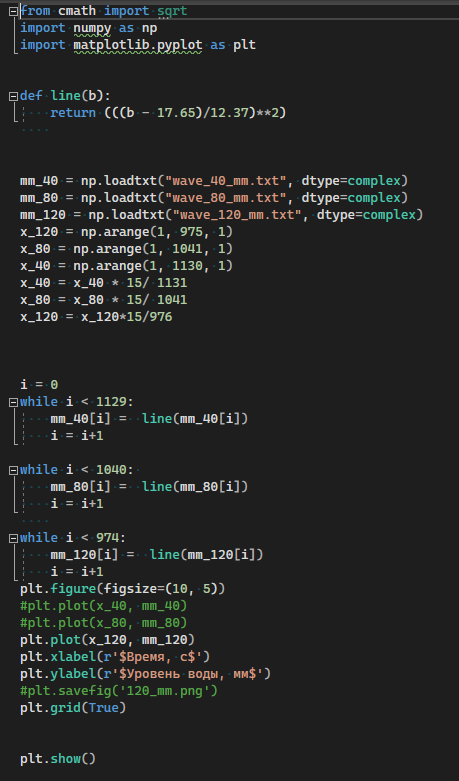 from cmath import sqrt
import numpy as np
import matplotlib.pyplot as plt
def line(b):
    return (((b - 17.65)/12.37)**2)
mm_40 = np.loadtxt("wave_40_mm.txt", dtype=complex)
mm_80 = np.loadtxt("wave_80_mm.txt", dtype=complex)
mm_120 = np.loadtxt("wave_120_mm.txt", dtype=complex)
x_120 = np.arange(1, 975, 1)
x_80 = np.arange(1, 1041, 1)
x_40 = np.arange(1, 1130, 1)
x_40 = x_40 * 15/ 1131
x_80 = x_80 * 15/ 1041
x_120 = x_120*15/976
i = 0
while i < 1129:
    mm_40[i] =  line(mm_40[i])
    i = i+1
while i < 1040:
    mm_80[i] =  line(mm_80[i])
    i = i+1
while i < 974:
    mm_120[i] =  line(mm_120[i])
    i = i+1
plt.figure(figsize=(10, 5))
#plt.plot(x_40, mm_40)
#plt.plot(x_80, mm_80)
plt.plot(x_120, mm_120)
plt.xlabel(r'$Время, с$')
plt.ylabel(r'$Уровень воды, мм$')
#plt.savefig('120_mm.png')
plt.grid(True)
plt.show()